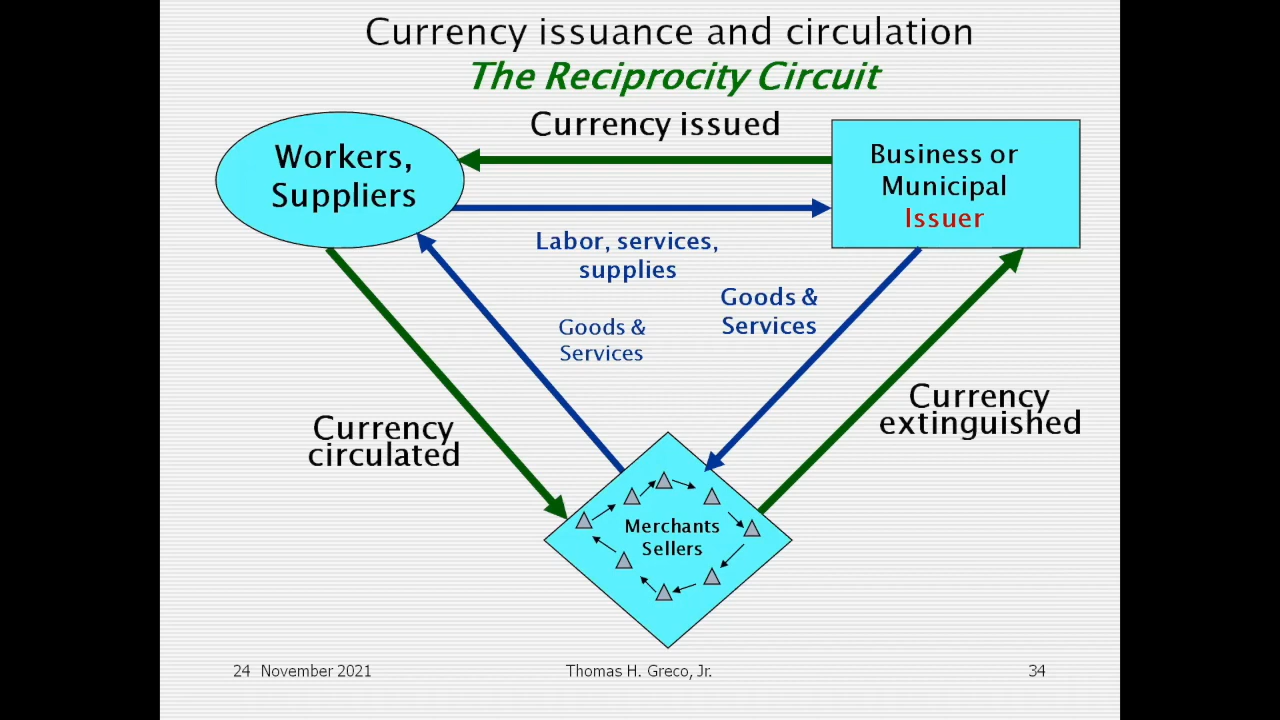 Currency issuance and circulation
The Reciprocity Circuit
Currency issued
Workers,
Suppliers
Business or
Municipal
Issuer
Labor, services,
supplies
Goods &
Services
Goods &
Services
Currency
circulated
Currency
extinguished
Merchants
Sellers
24 November 2021
Thomas H. Greco, Jr.
34